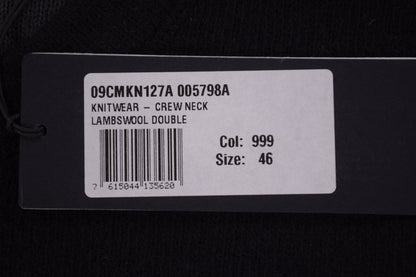 09CMKN127A 005798A
KNITWEAR – CREW NECK
LAMBSWOOL DOUBLE
Col: 999
Size: 46
7 615044 135620